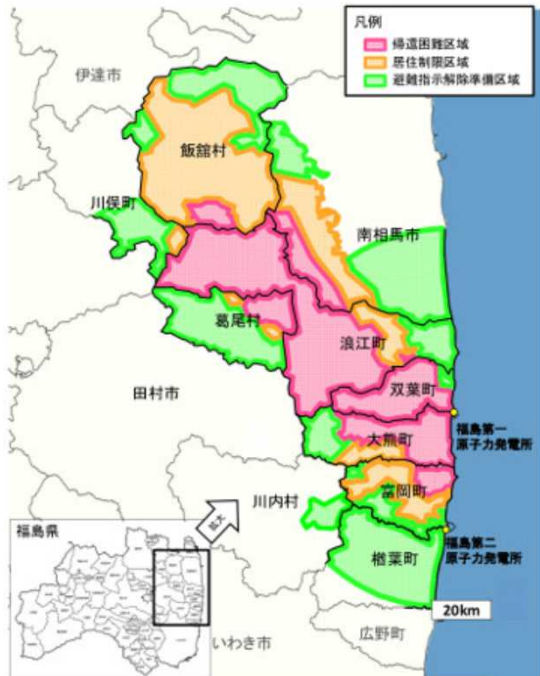 凡例
帰還困難区域
居住制限区域
避難指示解除準備区域
伊達市
飯舘村
川俣町
南相馬市
葛尾村
浪江町
田村市
双葉町
福島第一
原子力発電所
大熊町
川内村
富岡町
拡大
福島県
福島第二
原子力発電所
楢葉町
20km
いわき市
広野町